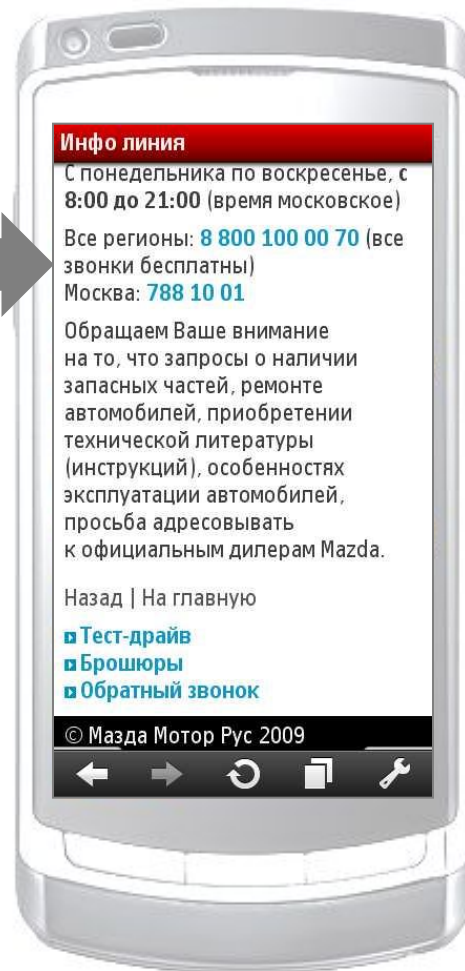 Инфо линия
С понедельника по воскресенье, с
8:00 до 21:00 (время московское)
Все регионы: 8 800 100 00 70 (все
звонки бесплатны)
Москва: 788 10 01
Обращаем Ваше внимание
на то, что запросы о наличии
запасных частей, ремонте
автомобилей, приобретении
технической литературы
(инструкций), особенностях
эксплуатации автомобилей,
просьба адресовывать
к официальным дилерам Mazda.
Назад | На главную
Тест-драйв
Брошюры
Обратный звонок
© Мазда Мотор Рус 2009